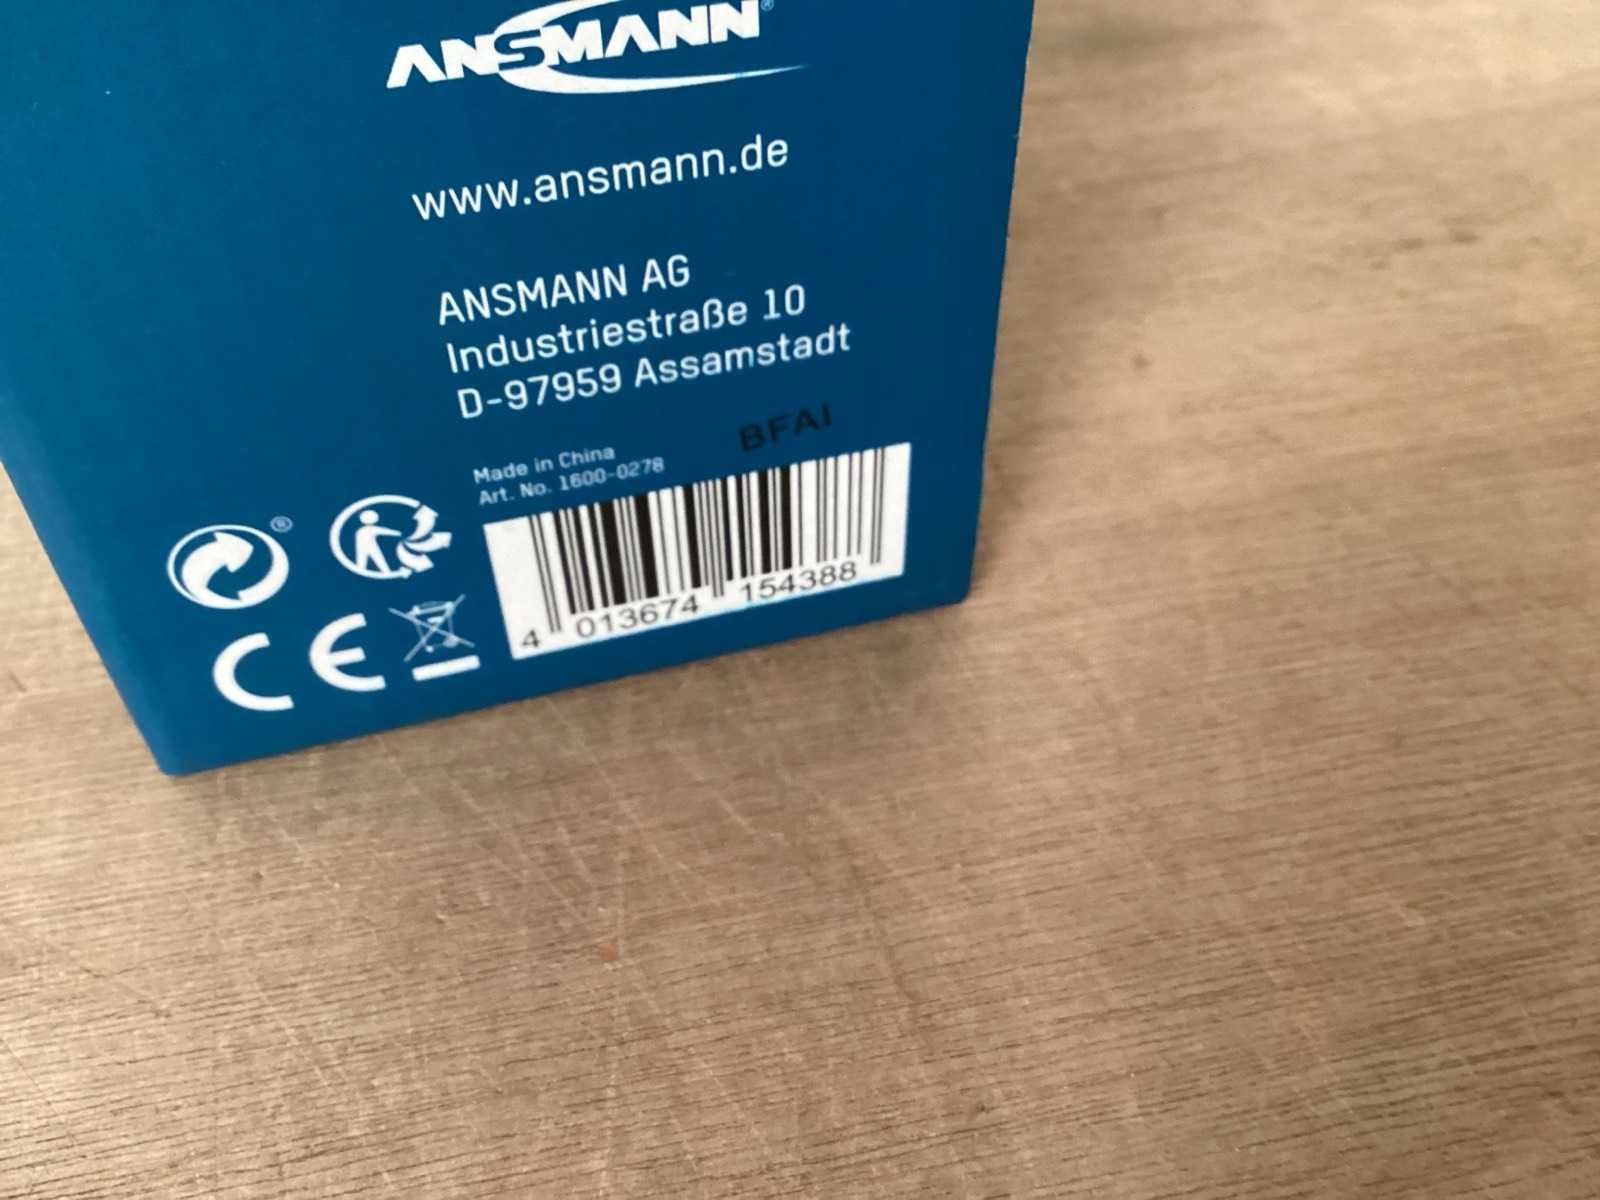 ANSMANN®
www.ansmann.de
ANSMANN AG
Industriestraße 10
D-97959 Assamstadt
BFAI
Made in China
Art. No. 1600-0278
®
CE
4 013674 154388